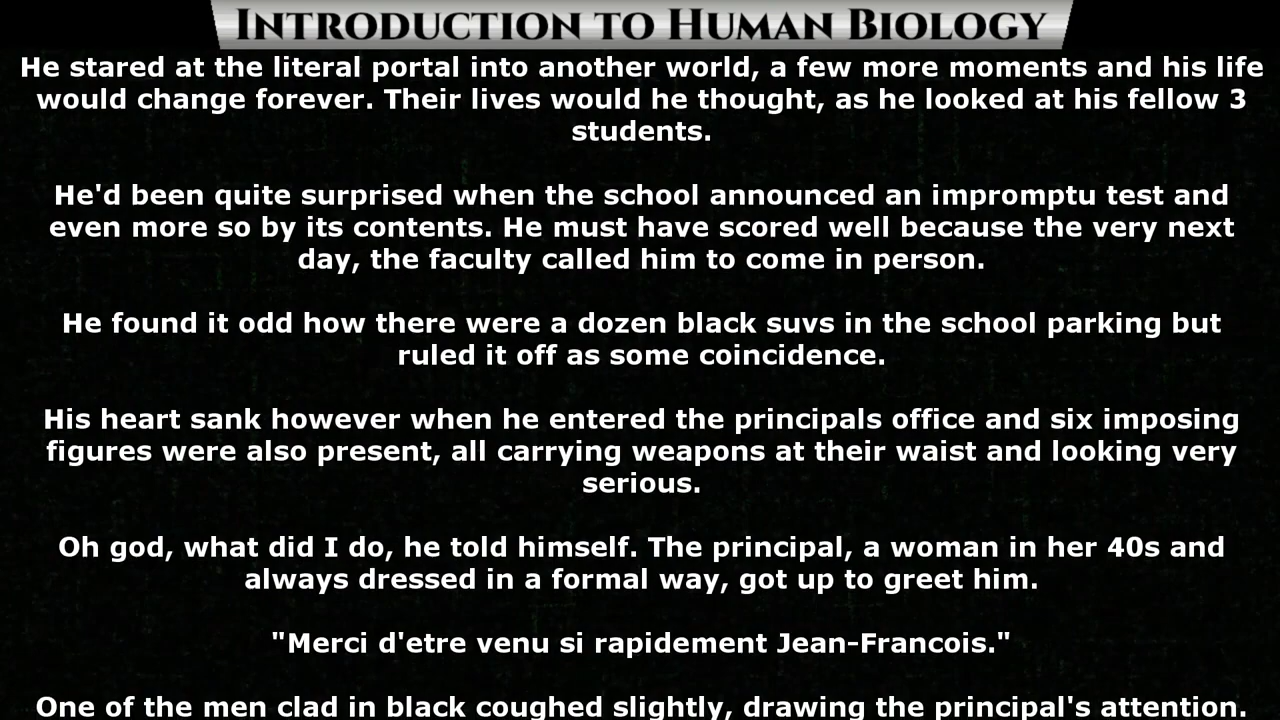 Introduction to Human Biology
He stared at the literal portal into another world, a few more moments and his life
would change forever. Their lives would he thought, as he looked at his fellow 3
students.
He'd been quite surprised when the school announced an impromptu test and
even more so by its contents. He must have scored well because the very next
day, the faculty called him to come in person.
He found it odd how there were a dozen black suvs in the school parking but
ruled it off as some coincidence.
His heart sank however when he entered the principals office and six imposing
figures were also present, all carrying weapons at their waist and looking very
serious.
Oh god, what did I do, he told himself. The principal, a woman in her 40s and
always dressed in a formal way, got up to greet him.
"Merci d'etre venu si rapidement Jean-Francois."
One of the men clad in black coughed slightly, drawing the principal's attention.